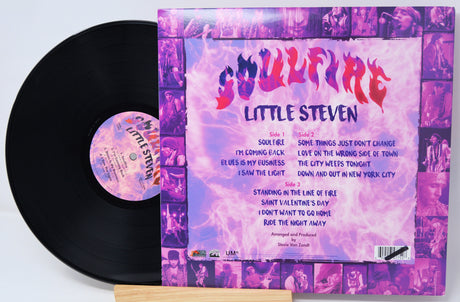 SOULFIRE
LITTLE STEVEN
Side 1
SOULFIRE
I'M COMING BACK
BLUES IS MY BUSINESS
I SAW THE LIGHT
Side 2
SOME THINGS JUST DON'T CHANGE
LOVE ON THE WRONG SIDE OF TOWN
THE CITY WEEPS TONIGHT
DOWN AND OUT IN NEW YORK CITY
Side 3
STANDING IN THE LINE OF FIRE
SAINT VALENTINE'S DAY
I DON'T WANT TO GO HOME
RIDE THE NIGHT AWAY
Arranged and Produced
by
Stevie Van Zandt
UMe
SOULFIRE
LITTLE STEVEN